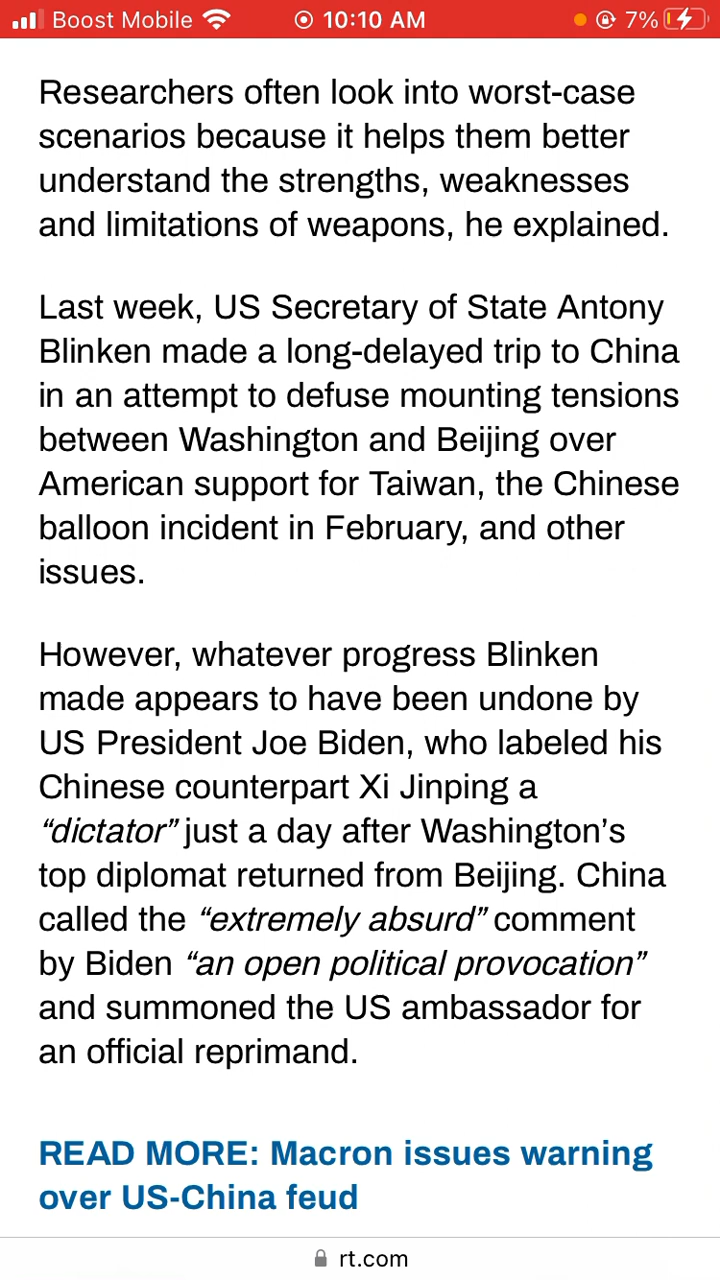 Boost Mobile 10:10 AM 7%
Researchers often look into worst-case
scenarios because it helps them better
understand the strengths, weaknesses
and limitations of weapons, he explained.
Last week, US Secretary of State Antony
Blinken made a long-delayed trip to China
in an attempt to defuse mounting tensions
between Washington and Beijing over
American support for Taiwan, the Chinese
balloon incident in February, and other
issues.
However, whatever progress Blinken
made appears to have been undone by
US President Joe Biden, who labeled his
Chinese counterpart Xi Jinping a
“dictator” just a day after Washington’s
top diplomat returned from Beijing. China
called the “extremely absurd” comment
by Biden “an open political provocation”
and summoned the US ambassador for
an official reprimand.
READ MORE: Macron issues warning
over US-China feud
rt.com